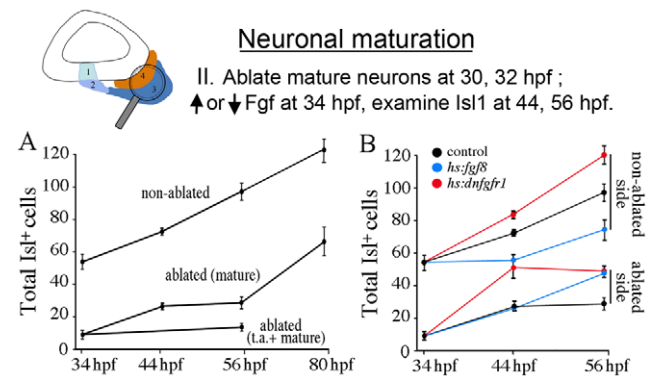 Neuronal maturation
II. Ablate mature neurons at 30, 32 hpf ;
or Fgf at 34 hpf, examine Isl1 at 44, 56 hpf.
1
2
3
4
A
Total Isl+ cells
120
100
80
60
40
20
0
non-ablated
ablated (mature)
ablated
(t.a.+ mature)
34 hpf
44 hpf
56 hpf
80 hpf
B
Total Isl+ cells
120
100
80
60
40
20
0
control
hs:fgf8
hs:dnfgfr1
non-ablated
side
ablated
side
34 hpf
44 hpf
56 hpf